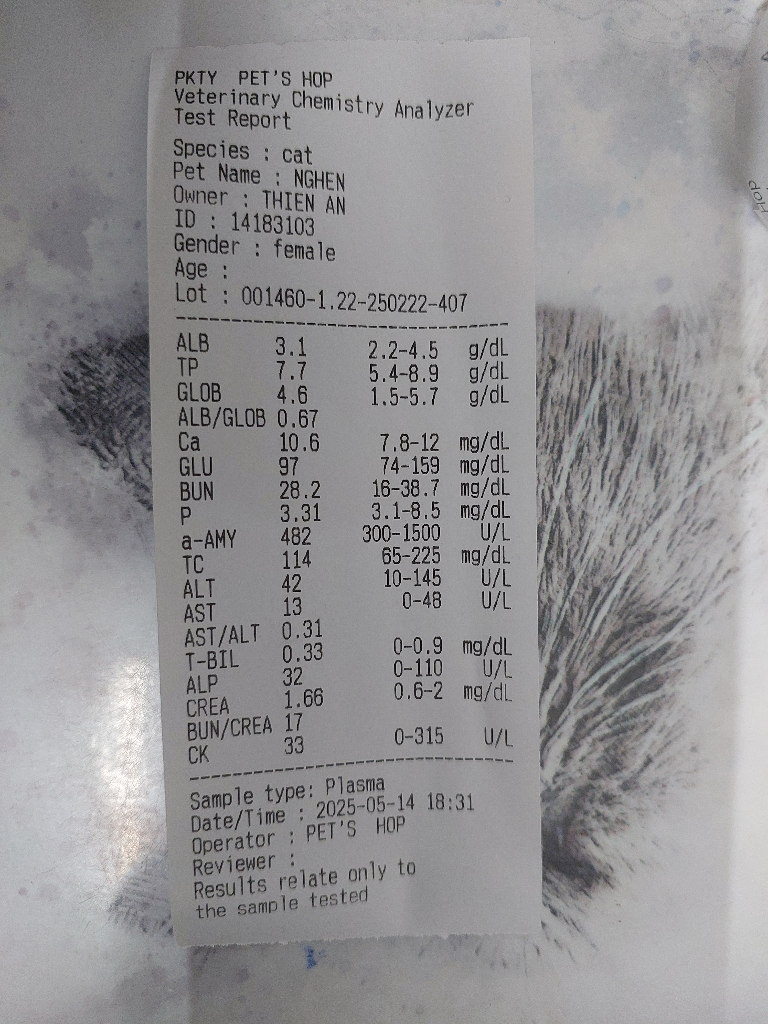 PKTY PET'S HOP
Veterinary Chemistry Analyzer
Test Report
Species : cat
Pet Name : NGHEN
Owner : THIEN AN
ID : 14183103
Gender : female
Age :
Lot : 001460-1.22-250222-407
ALB 3.1 2.2-4.5 g/dL
TP 7.7 5.4-8.9 g/dL
GLOB 4.6 1.5-5.7 g/dL
ALB/GLOB 0.67
Ca 10.6 7.8-12 mg/dL
GLU 97 74-159 mg/dL
BUN 28.2 16-38.7 mg/dL
P 3.31 3.1-8.5 mg/dL
a-AMY 482 300-1500 U/L
TC 114 65-225 mg/dL
ALT 42 10-145 U/L
AST 13 0-48 U/L
AST/ALT 0.31
T-BIL 0.33 0-0.9 mg/dL
ALP 32 0-110 U/L
CREA 1.66 0.6-2 mg/dL
BUN/CREA 17
CK 33 0-315 U/L
Sample type: Plasma
Date/Time : 2025-05-14 18:31
Operator : PET'S HOP
Reviewer :
Results relate only to
the sample tested